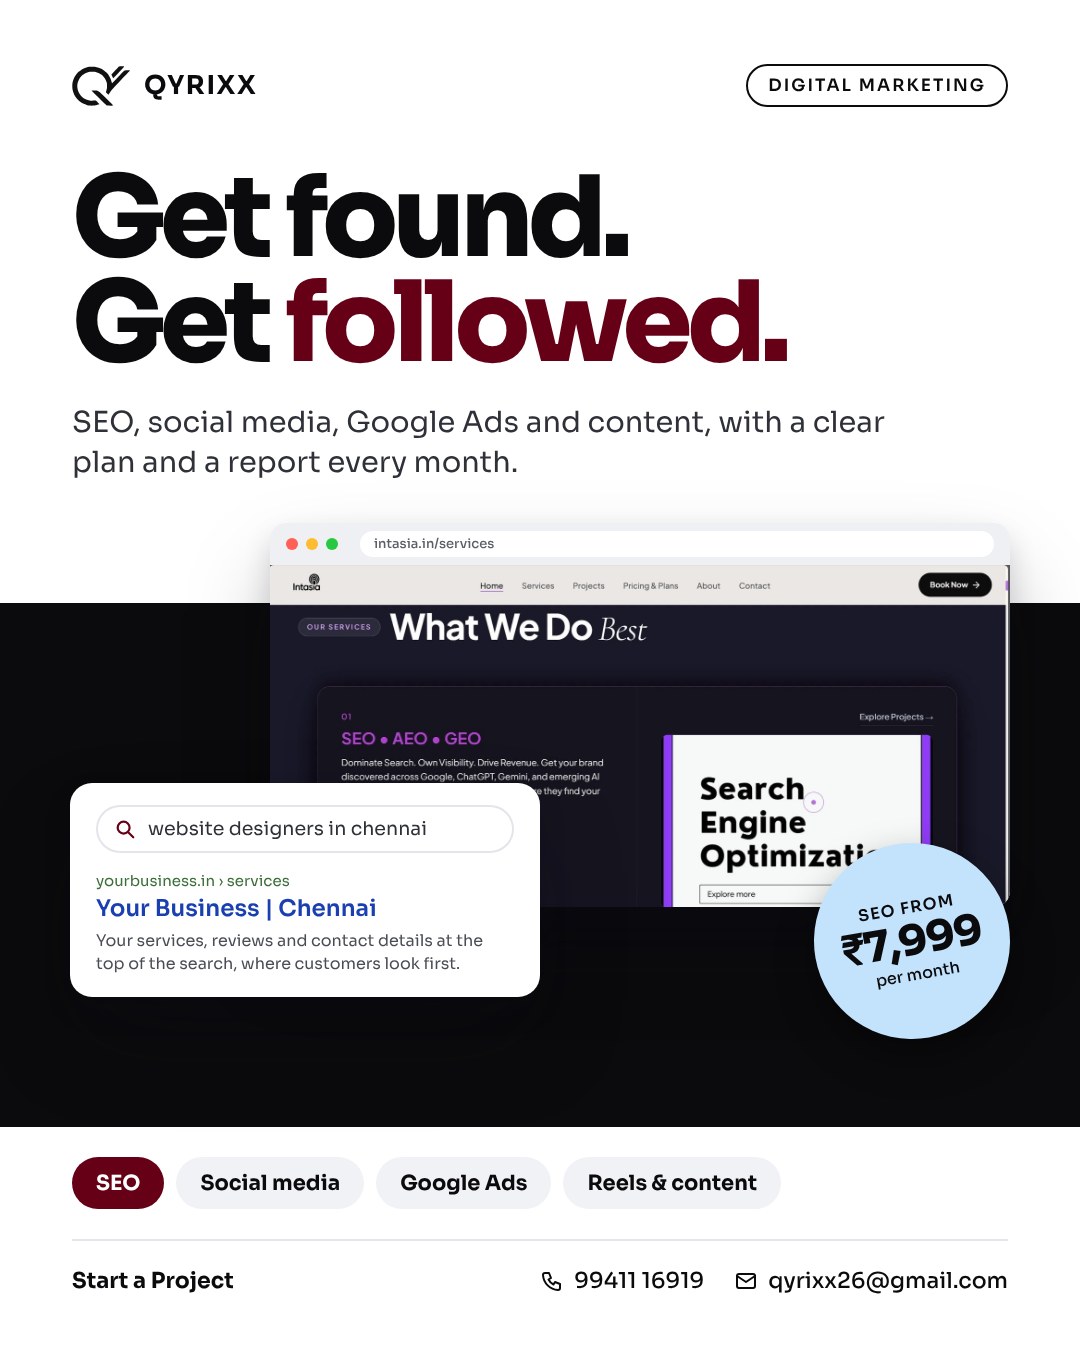 QYRIXX
DIGITAL MARKETING
Get found.
Get followed.
SEO, social media, Google Ads and content, with a clear
plan and a report every month.
intasia.in/services
intasia
Home Services Projects Pricing & Plans About Contact
Book Now →
OUR SERVICES
What We Do Best
01
Explore Projects →
SEO ● AEO ● GEO
Dominate Search. Own Visibility. Drive Revenue. Get your brand
discovered across Google, ChatGPT, Gemini, and emerging AI
they find your
Search
Engine
Explore more
website designers in chennai
yourbusiness.in › services
Your Business | Chennai
Your services, reviews and contact details at the
top of the search, where customers look first.
SEO FROM
₹7,999
per month
SEO
Social media
Google Ads
Reels & content
Start a Project
99411 16919
qyrixx26@gmail.com